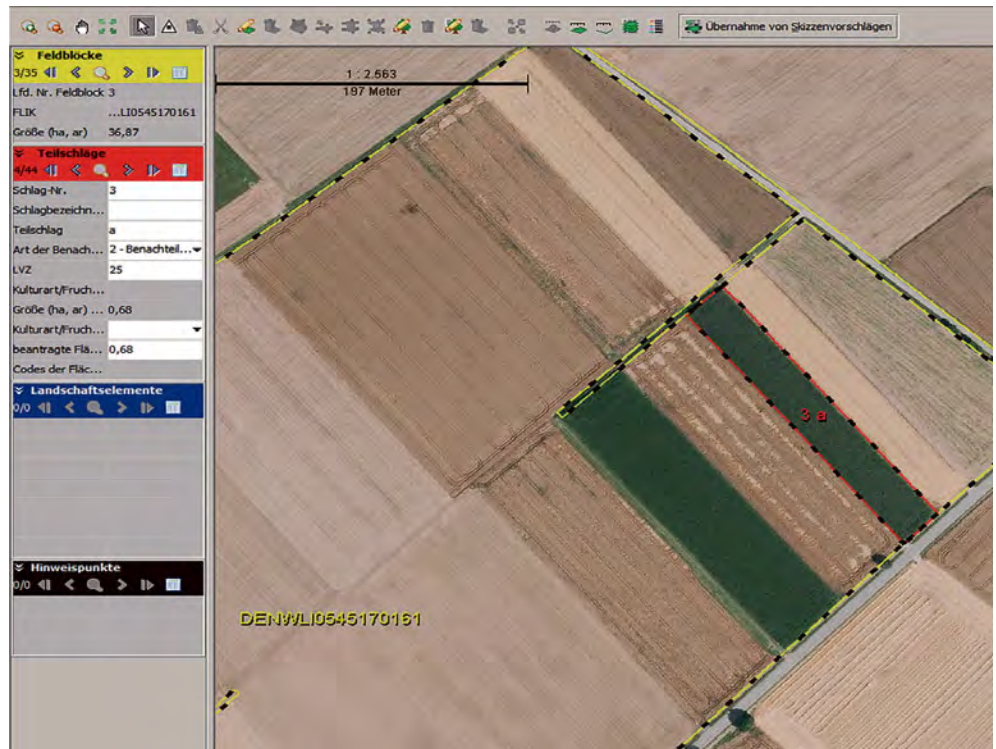 Übernahme von Skizzenvorschlägen
Feldblöcke
3/35
Lfd. Nr. Feldblock 3
FLIK ...LI0545170161
Größe (ha, ar) 36,87
Teilschläge
4/44
Schlag-Nr. 3
Schlagbezeichn...
Teilschlag a
Art der Benach... 2 - Benachteil...
LVZ 25
Kulturart/Fruch...
Größe (ha, ar) ... 0,68
Kulturart/Fruch...
beantragte Flä... 0,68
Codes der Fläc...
Landschaftselemente
0/0
Hinweispunkte
0/0
1 : 2.563
197 Meter
3 a
DENWLI0545170161